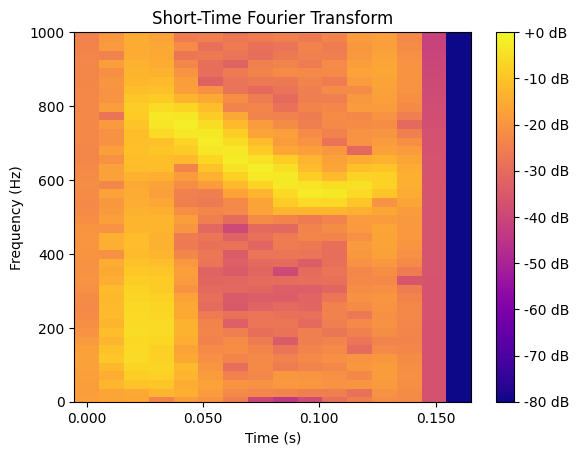 Short-Time Fourier Transform
Frequency (Hz)
1000
800
600
400
200
0
0.000
0.050
0.100
0.150
Time (s)
+0 dB
-10 dB
-20 dB
-30 dB
-40 dB
-50 dB
-60 dB
-70 dB
-80 dB